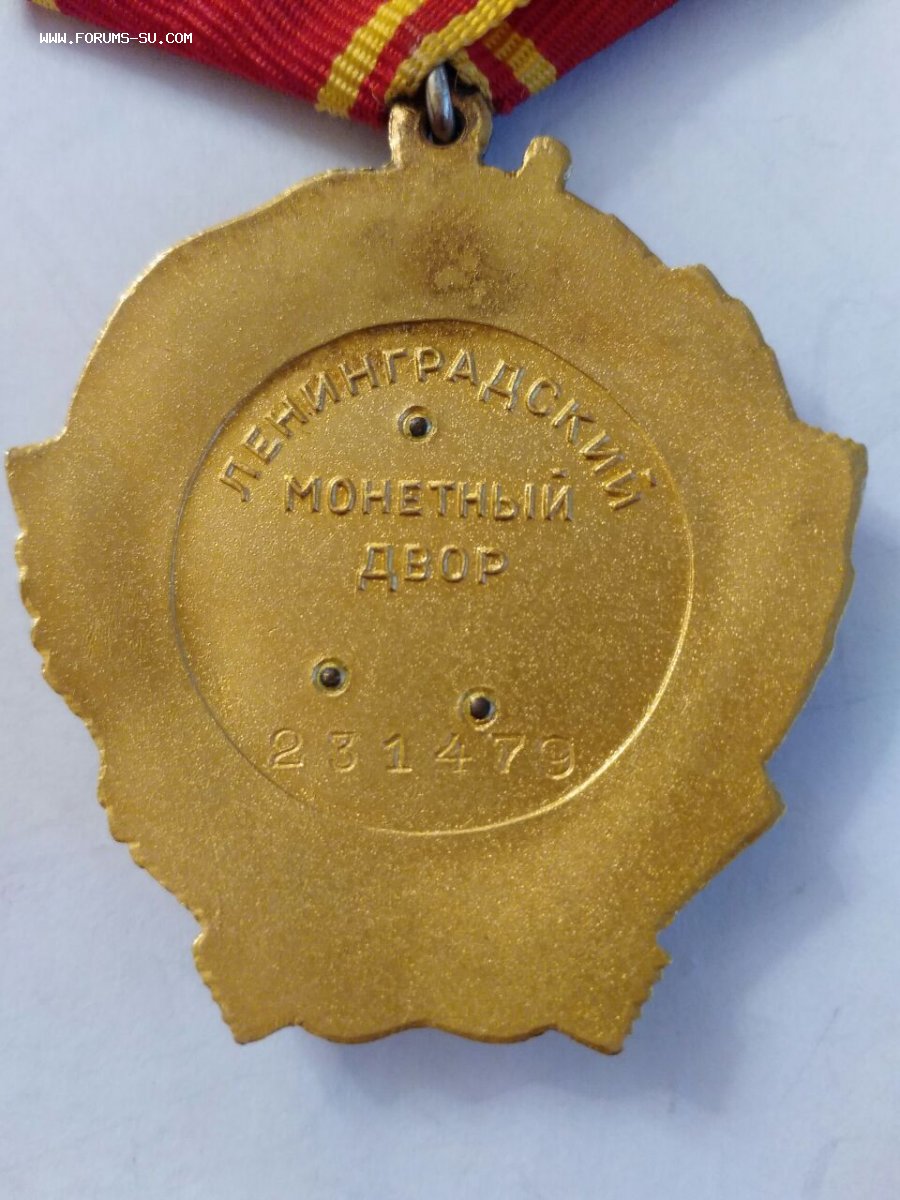 WWW.FORUMS-SU.COM
ЛЕНИНГРАДСКИЙ
МОНЕТНЫЙ
ДВОР
231479